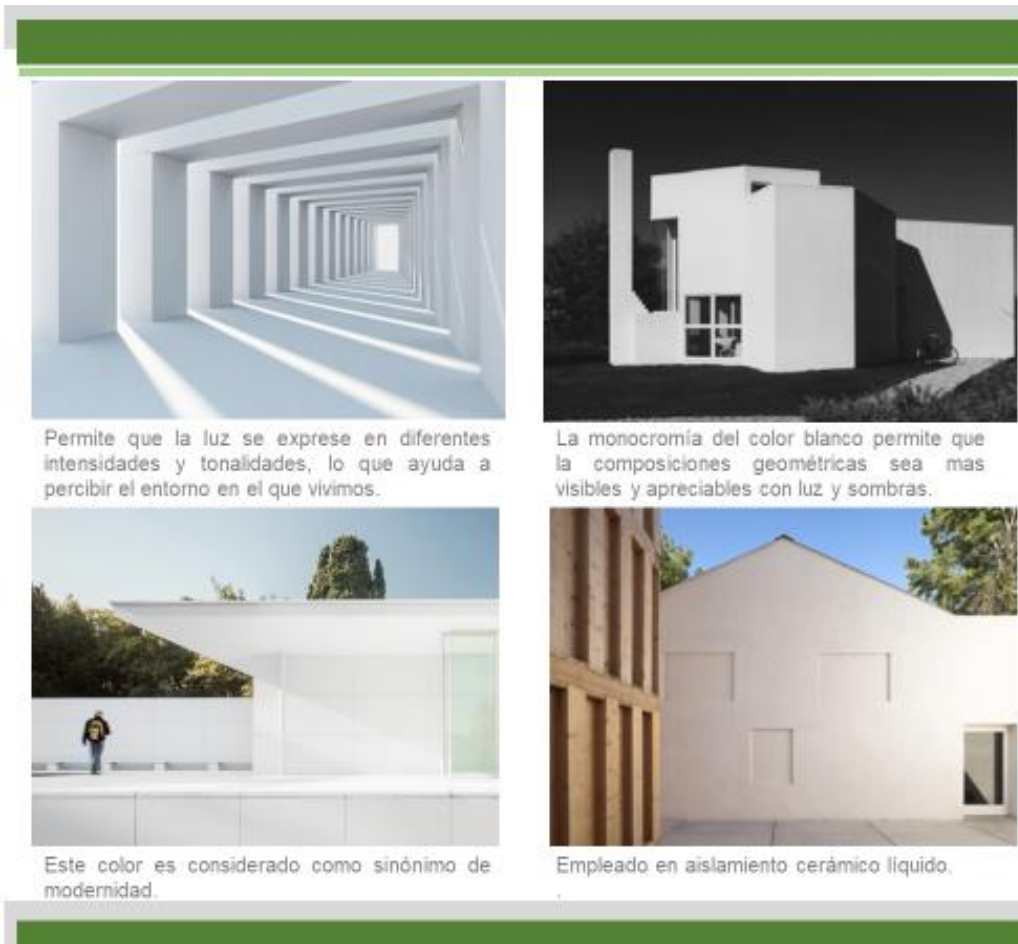 Permite que la luz se exprese en diferentes
intensidades y tonalidades, lo que ayuda a
percibir el entorno en el que vivimos.
La monocromía del color blanco permite que
la composiciones geométricas sea mas
visibles y apreciables con luz y sombras.
Este color es considerado como sinónimo de
modernidad.
Empleado en aislamiento cerámico líquido.
.